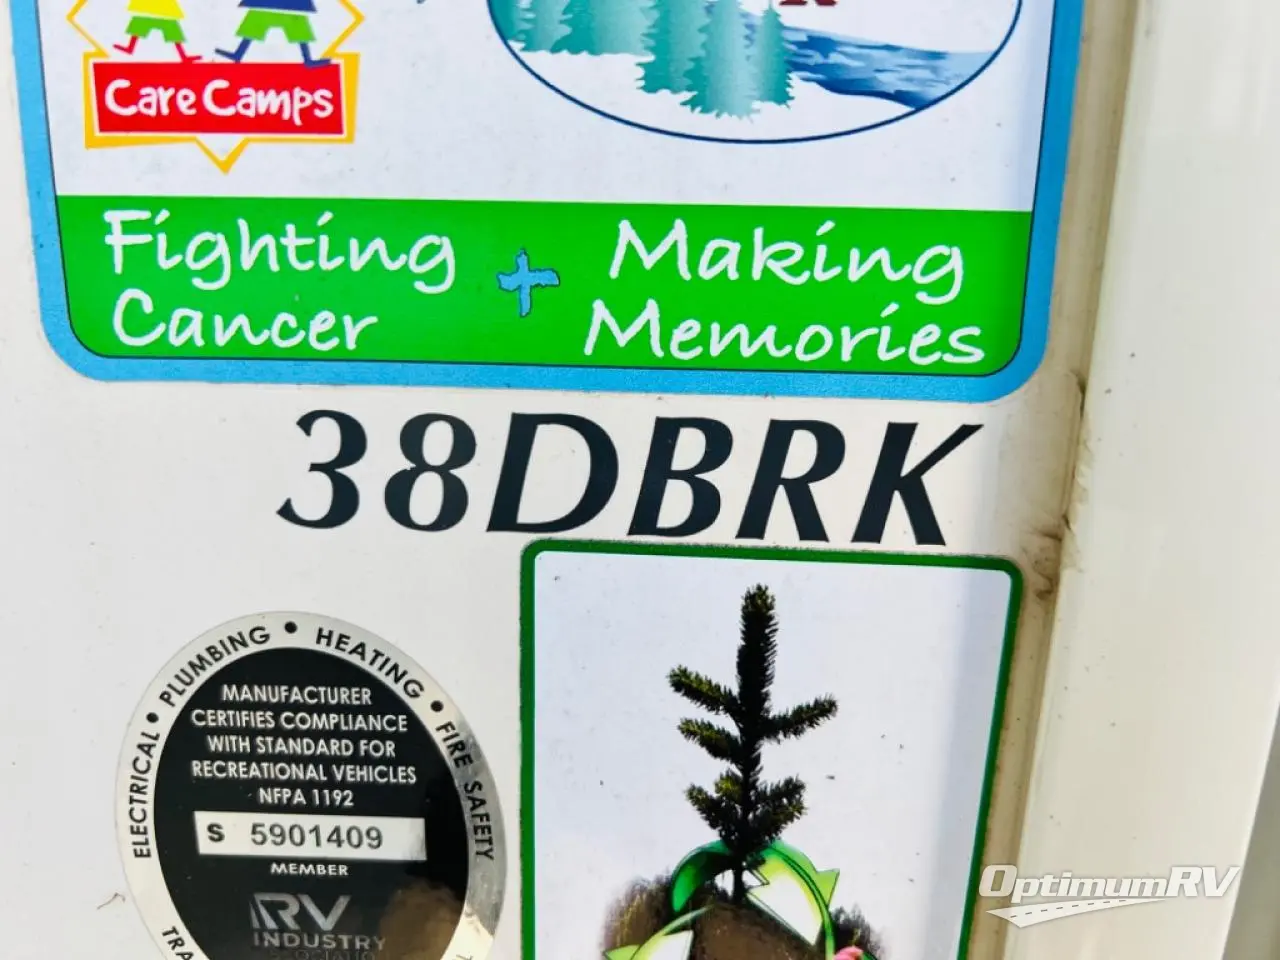 Care Camps
Fighting
Cancer
+
Making
Memories
38DBRK
ELECTRICAL • PLUMBING • HEATING • FIRE SAFETY
MANUFACTURER
CERTIFIES COMPLIANCE
WITH STANDARD FOR
RECREATIONAL VEHICLES
NFPA 1192
S 5901409
MEMBER
RV
INDUSTRY
OptimumRV